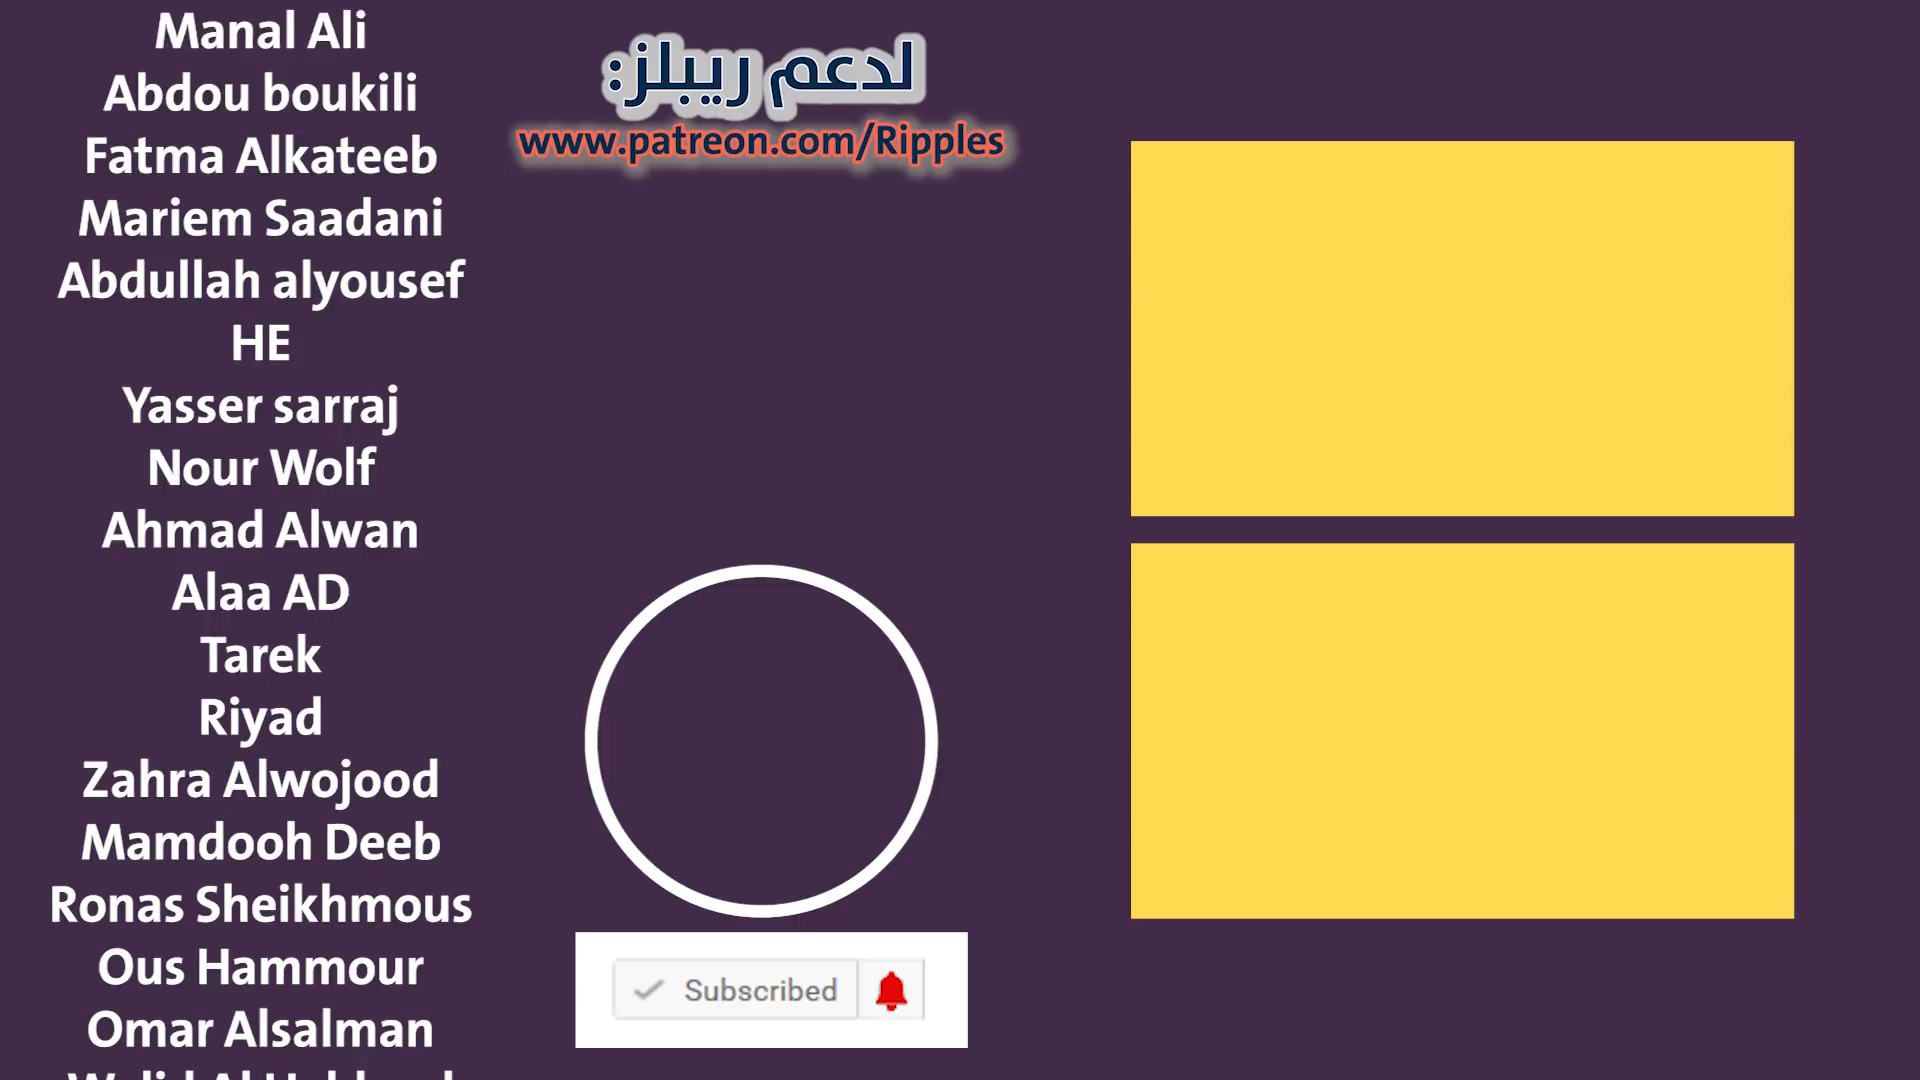 Manal Ali
Abdou boukili
Fatma Alkateeb
Mariem Saadani
Abdullah alyousef
HE
Yasser sarraj
Nour Wolf
Ahmad Alwan
Alaa AD
Tarek
Riyad
Zahra Alwojood
Mamdooh Deeb
Ronas Sheikhmous
Ous Hammour
Omar Alsalman
لدعم ريبلز:
www.patreon.com/Ripples
Subscribed